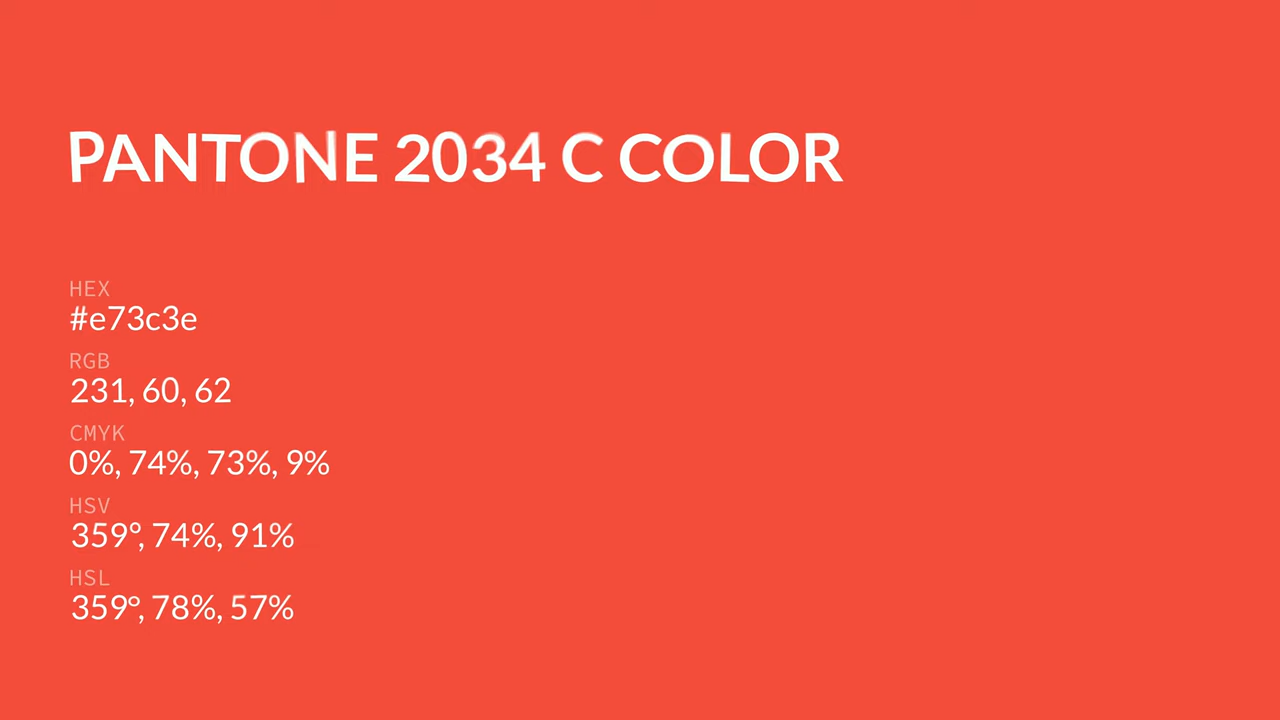 PANTONE 2034 C COLOR
HEX
#e73c3e
RGB
231, 60, 62
CMYK
0%, 74%, 73%, 9%
HSV
359°, 74%, 91%
HSL
359°, 78%, 57%